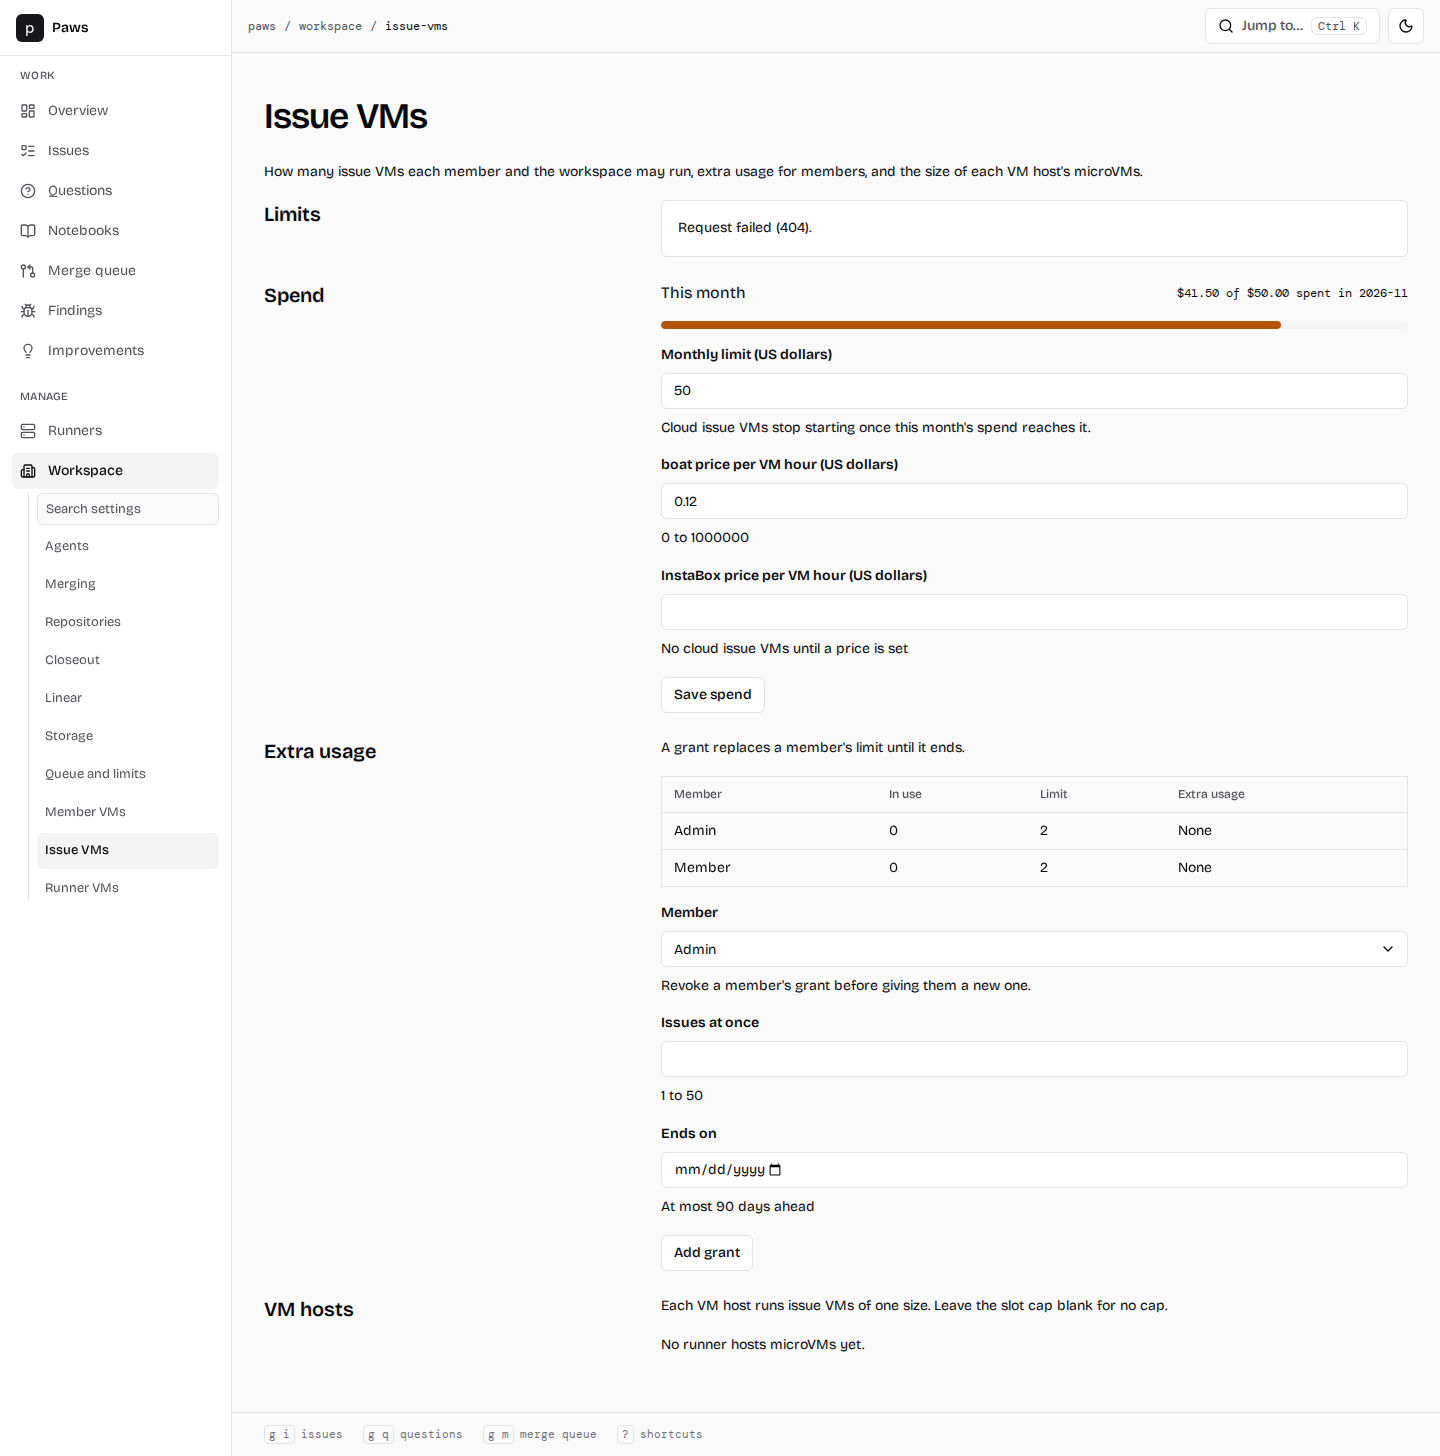 p Paws
paws / workspace / issue-vms
Jump to... Ctrl K
WORK
Overview
Issues
Questions
Notebooks
Merge queue
Findings
Improvements
MANAGE
Runners
Workspace
Search settings
Agents
Merging
Repositories
Closeout
Linear
Storage
Queue and limits
Member VMs
Issue VMs
Runner VMs
Issue VMs
How many issue VMs each member and the workspace may run, extra usage for members, and the size of each VM host's microVMs.
Limits
Request failed (404).
Spend
This month $41.50 of $50.00 spent in 2026-11
Monthly limit (US dollars)
50
Cloud issue VMs stop starting once this month's spend reaches it.
boat price per VM hour (US dollars)
0.12
0 to 1000000
InstaBox price per VM hour (US dollars)
No cloud issue VMs until a price is set
Save spend
Extra usage
A grant replaces a member's limit until it ends.
Member In use Limit Extra usage
Admin 0 2 None
Member 0 2 None
Member
Admin
Revoke a member's grant before giving them a new one.
Issues at once
1 to 50
Ends on
mm/dd/yyyy
At most 90 days ahead
Add grant
VM hosts
Each VM host runs issue VMs of one size. Leave the slot cap blank for no cap.
No runner hosts microVMs yet.
g i issues g q questions g m merge queue ? shortcuts